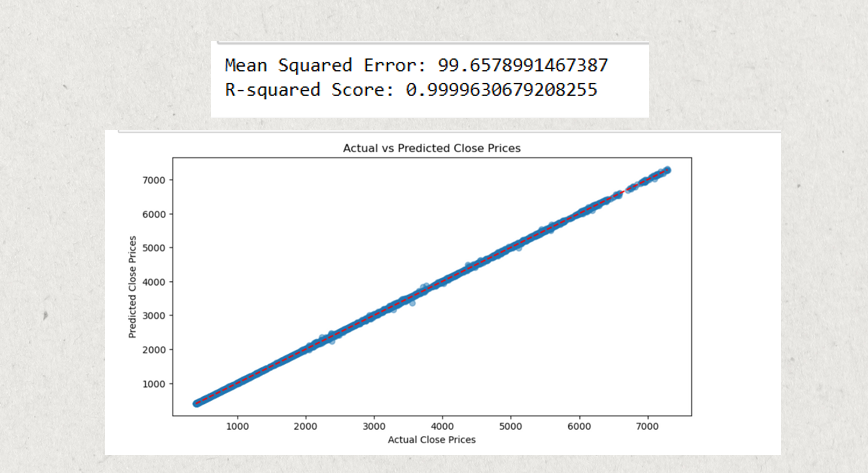 Mean Squared Error: 99.6578991467387
R-squared Score: 0.9999630679208255
Actual vs Predicted Close Prices
Predicted Close Prices
7000
6000
5000
4000
3000
2000
1000
1000 2000 3000 4000 5000 6000 7000
Actual Close Prices